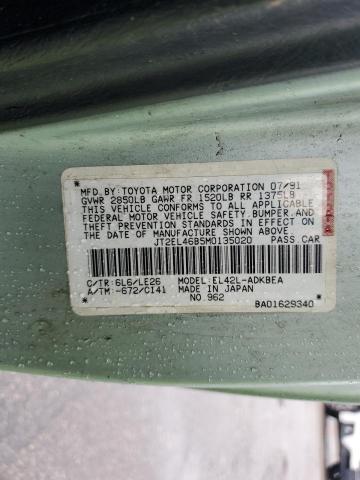 MFD.BY:TOYOTA MOTOR CORPORATION 07/91
GVWR 2850LB GAWR FR 1520LB RR 1375LB
THIS VEHICLE CONFORMS TO ALL APPLICABLE
FEDERAL MOTOR VEHICLE SAFETY,BUMPER,AND
THEFT PREVENTION STANDARDS IN EFFECT ON
THE DATE OF MANUFACTURE SHOWN ABOVE.
JT2EL46B5M0135020 PASS.CAR
C/TR:6L6/LE26 MODEL:EL42L-ADKBEA
A/TM:-672/C141 MADE IN JAPAN
NO.962 BA01629340